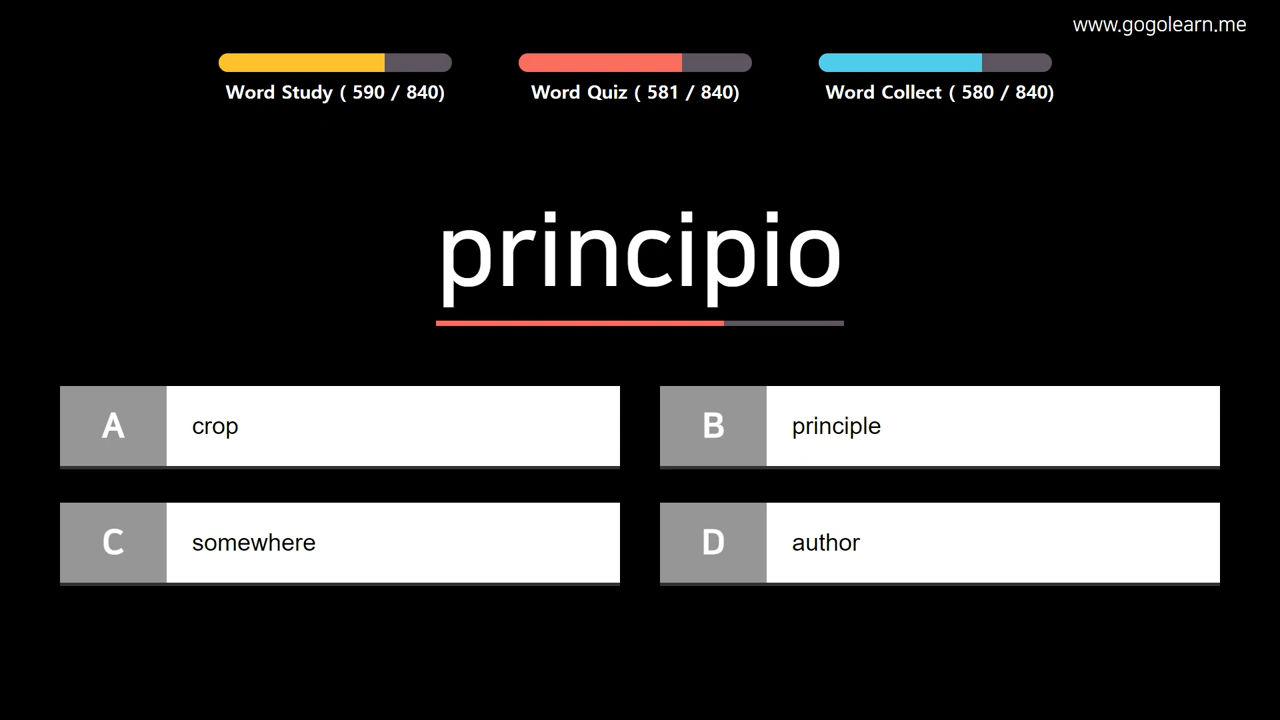 www.gogolearn.me
Word Study ( 590 / 840)
Word Quiz ( 581 / 840)
Word Collect ( 580 / 840)
principio
A crop
B principle
C somewhere
D author